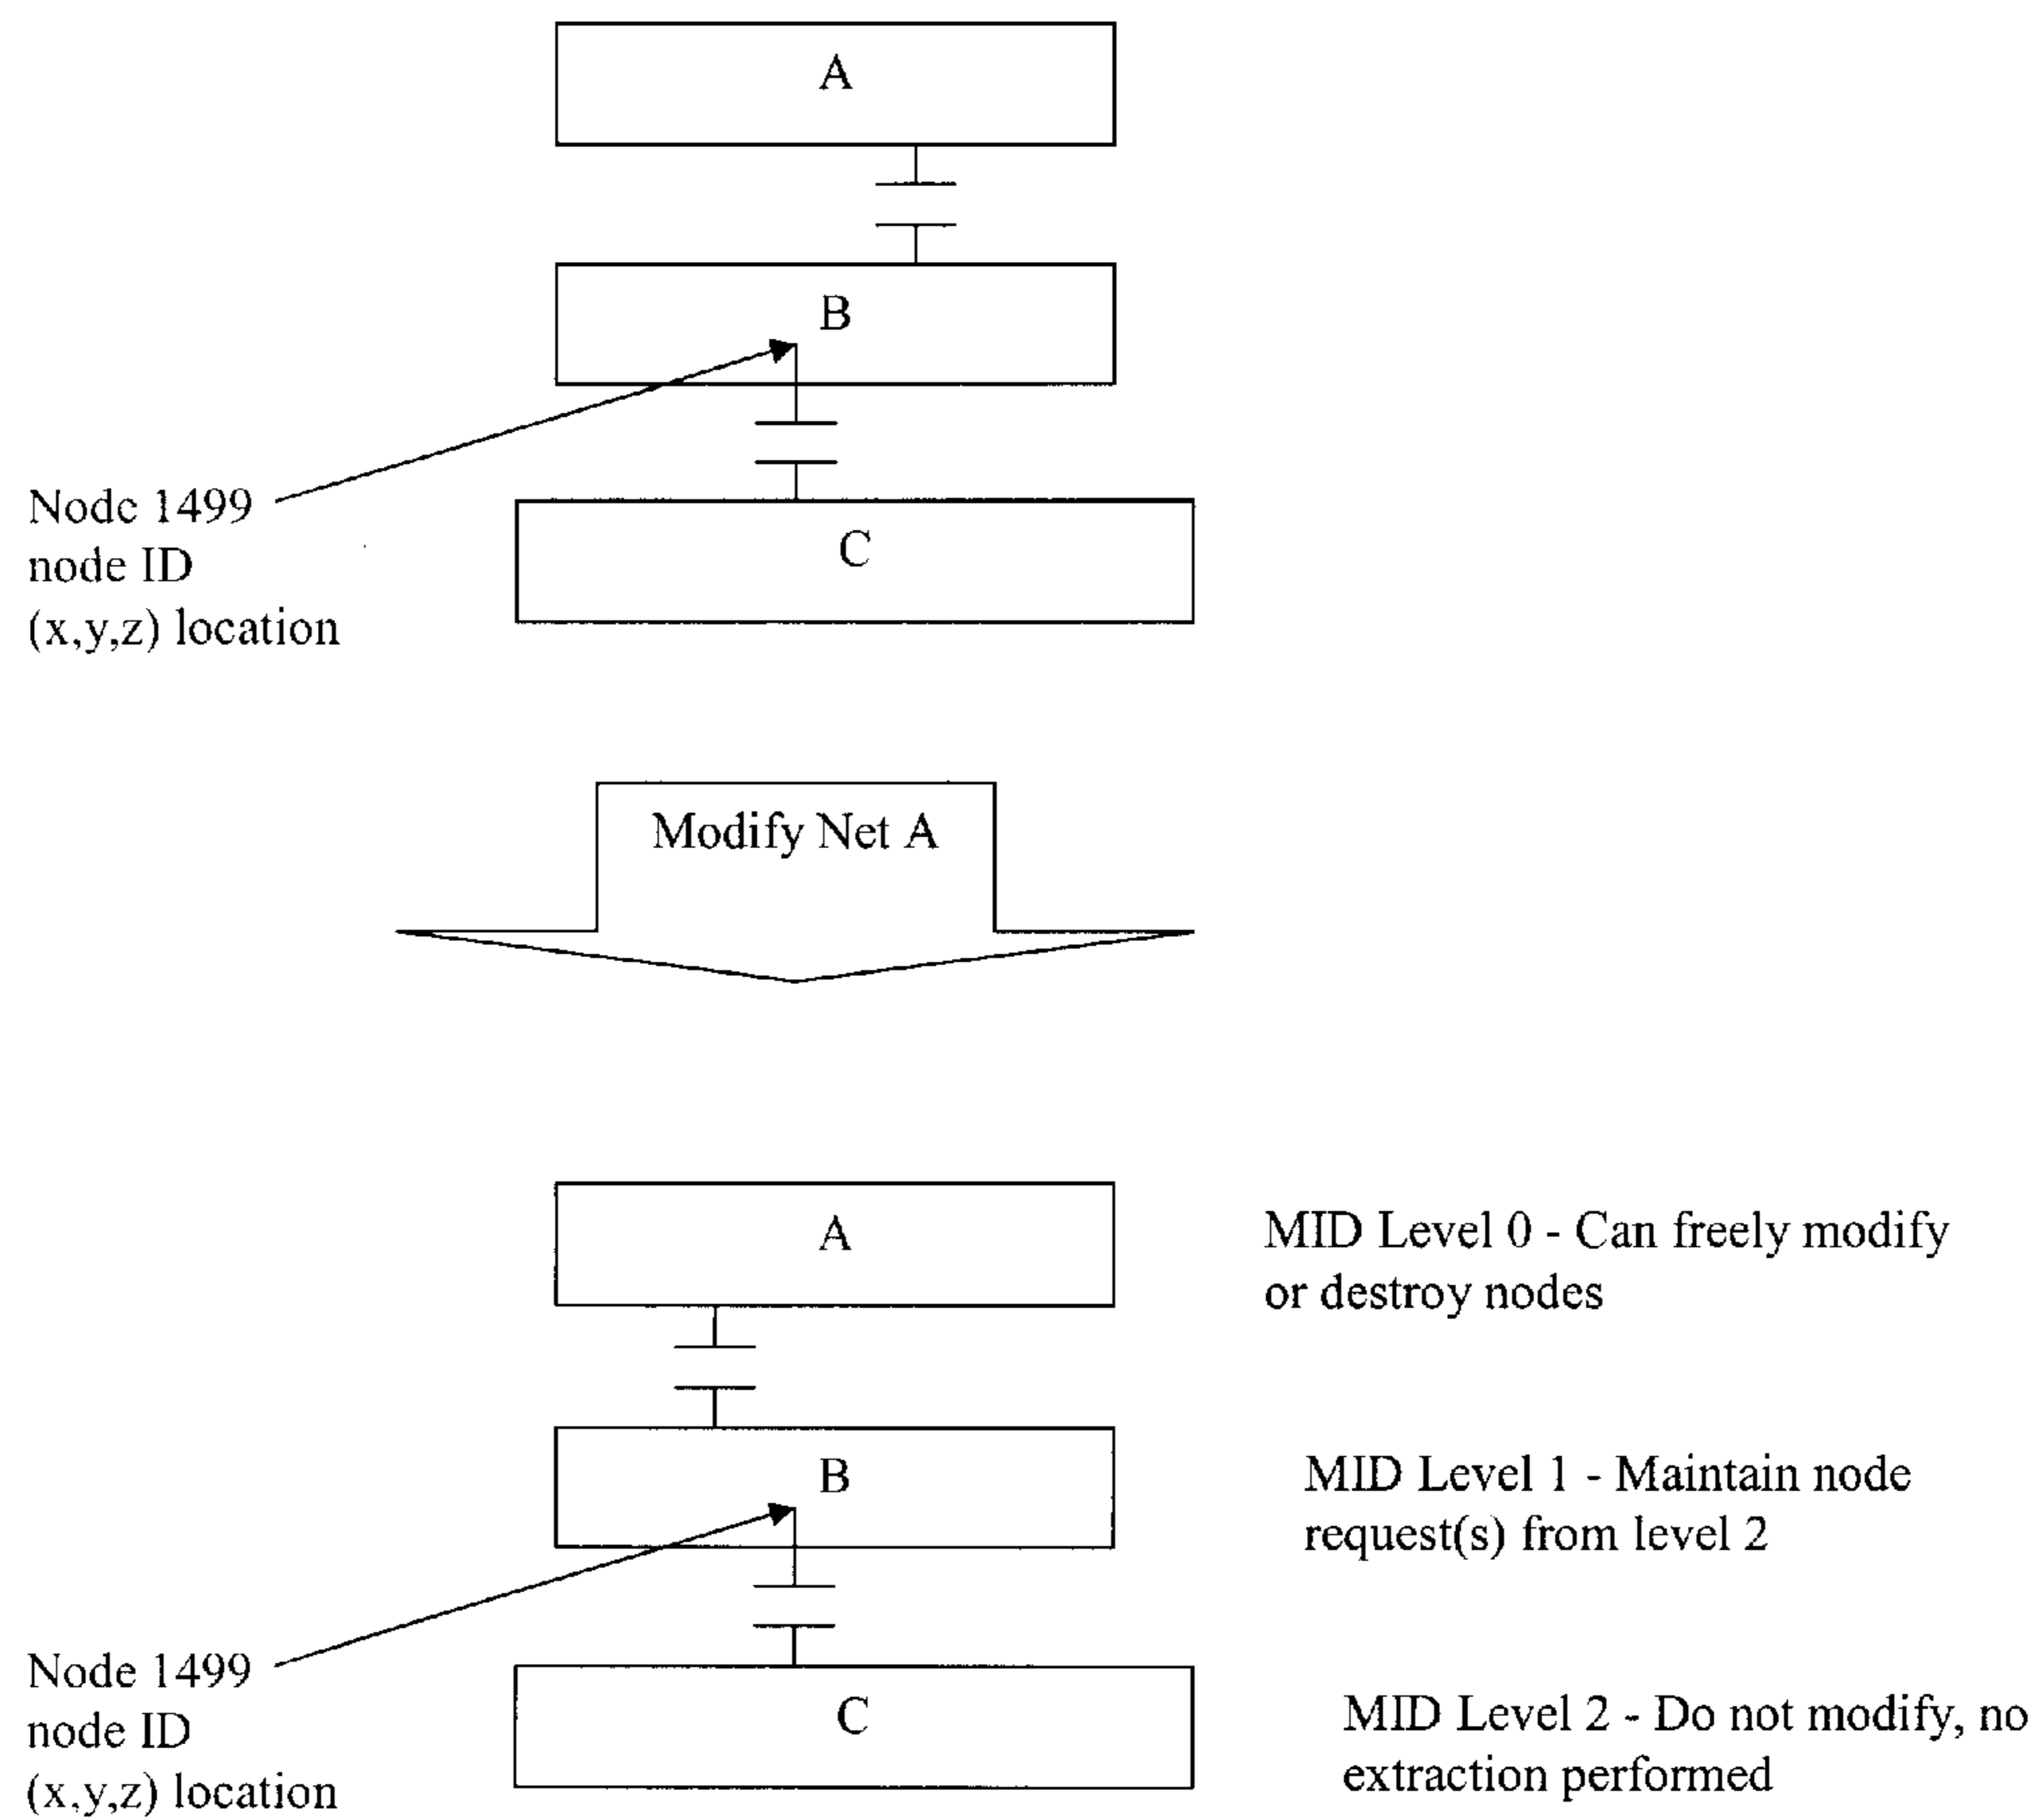 A
B
Node 1499
node ID
(x,y,z) location
C
Modify Net A
A
MID Level 0 - Can freely modify
or destroy nodes
B
MID Level 1 - Maintain node
request(s) from level 2
Node 1499
node ID
(x,y,z) location
C
MID Level 2 - Do not modify, no
extraction performed